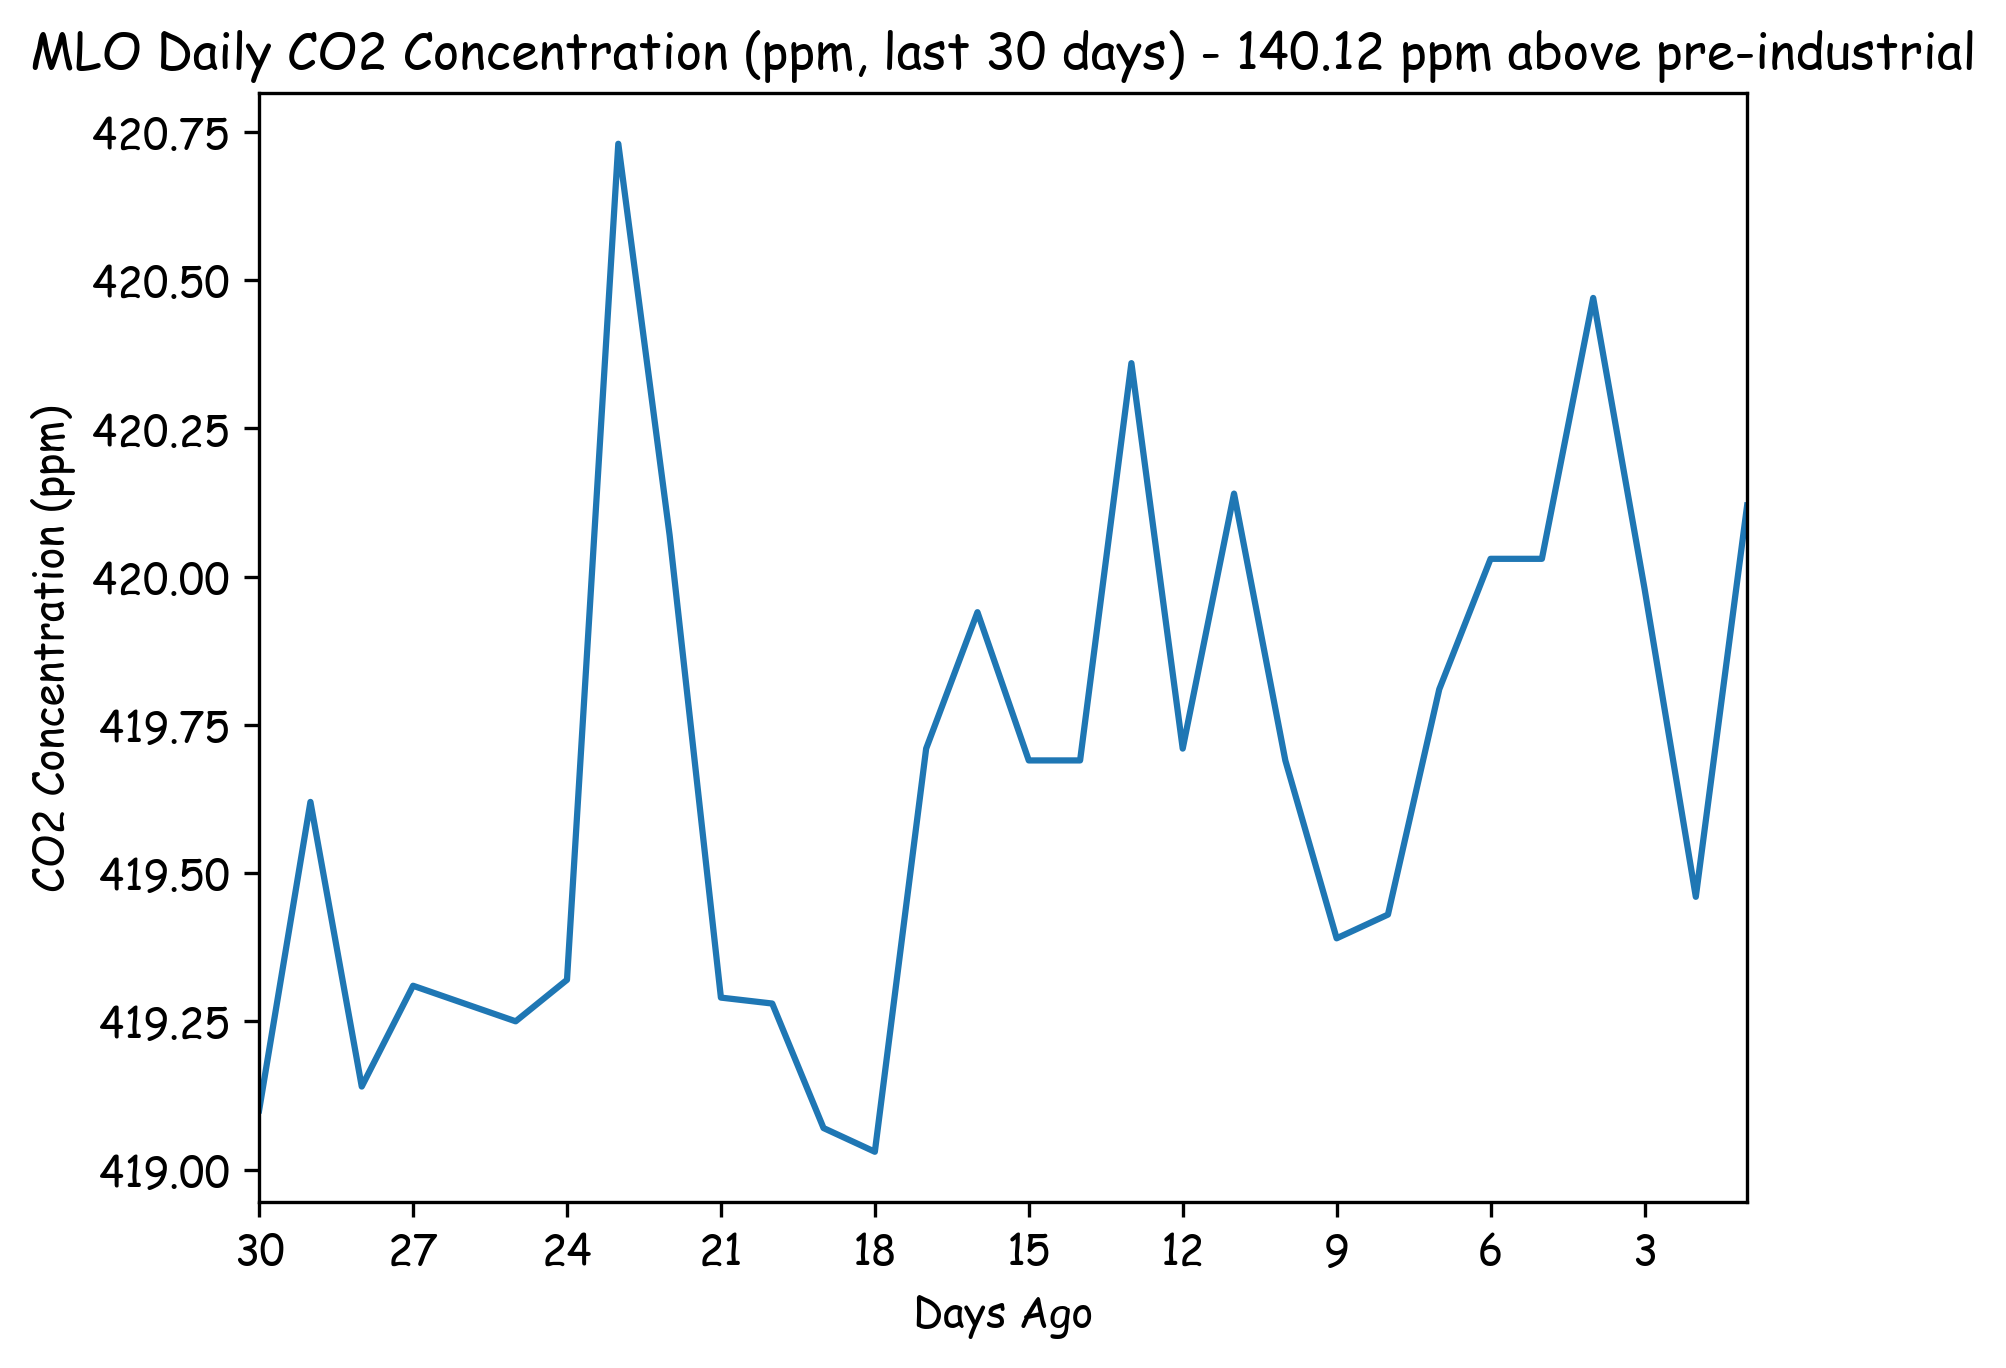 MLO Daily CO2 Concentration (ppm, last 30 days) - 140.12 ppm above pre-industrial
420.75
420.50
420.25
420.00
419.75
419.50
419.25
419.00
CO2 Concentration (ppm)
30 27 24 21 18 15 12 9 6 3
Days Ago